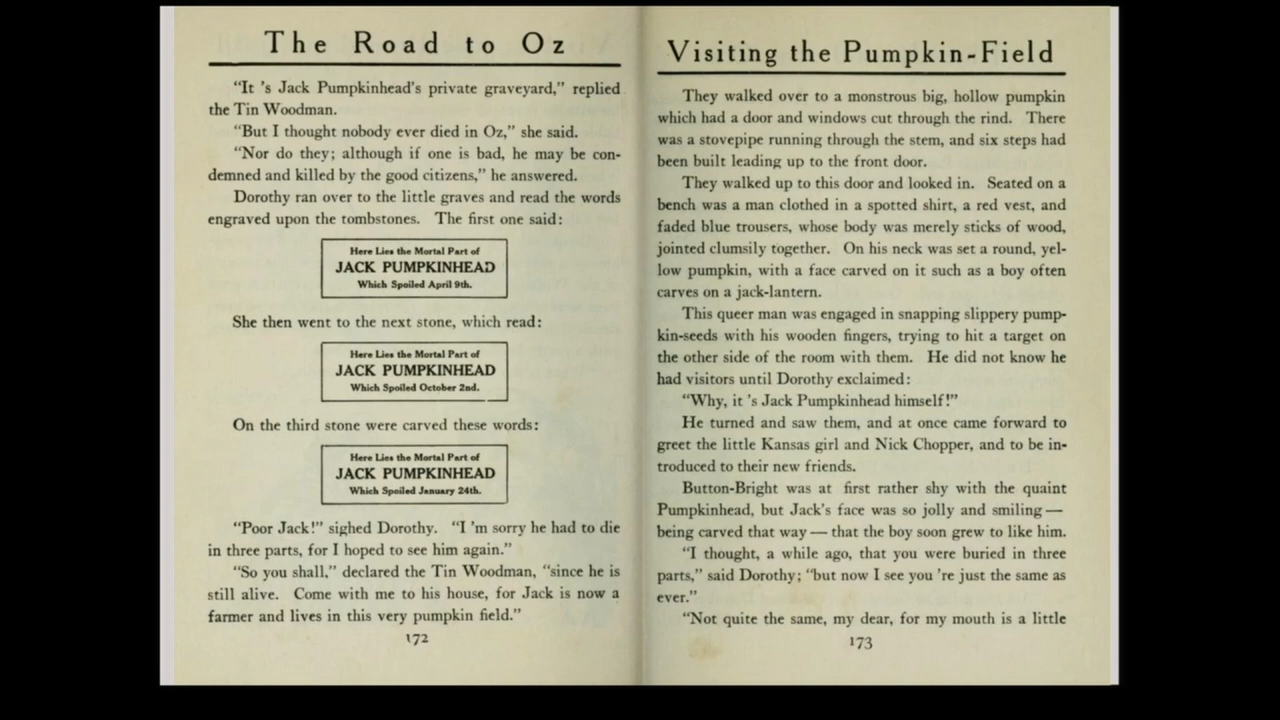 The Road to Oz
"It 's Jack Pumpkinhead's private graveyard," replied
the Tin Woodman.
"But I thought nobody ever died in Oz," she said.
"Nor do they; although if one is bad, he may be con-
demned and killed by the good citizens," he answered.
Dorothy ran over to the little graves and read the words
engraved upon the tombstones. The first one said:
Here Lies the Mortal Part of
JACK PUMPKINHEAD
Which Spoiled April 9th.
She then went to the next stone, which read:
Here Lies the Mortal Part of
JACK PUMPKINHEAD
Which Spoiled October 2nd.
On the third stone were carved these words:
Here Lies the Mortal Part of
JACK PUMPKINHEAD
Which Spoiled January 24th.
"Poor Jack!" sighed Dorothy. "I 'm sorry he had to die
in three parts, for I hoped to see him again."
"So you shall," declared the Tin Woodman, "since he is
still alive. Come with me to his house, for Jack is now a
farmer and lives in this very pumpkin field."
172
Visiting the Pumpkin-Field
They walked over to a monstrous big, hollow pumpkin
which had a door and windows cut through the rind. There
was a stovepipe running through the stem, and six steps had
been built leading up to the front door.
They walked up to this door and looked in. Seated on a
bench was a man clothed in a spotted shirt, a red vest, and
faded blue trousers, whose body was merely sticks of wood,
jointed clumsily together. On his neck was set a round, yel-
low pumpkin, with a face carved on it such as a boy often
carves on a jack-lantern.
This queer man was engaged in snapping slippery pump-
kin-seeds with his wooden fingers, trying to hit a target on
the other side of the room with them. He did not know he
had visitors until Dorothy exclaimed:
"Why, it 's Jack Pumpkinhead himself!"
He turned and saw them, and at once came forward to
greet the little Kansas girl and Nick Chopper, and to be in-
troduced to their new friends.
Button-Bright was at first rather shy with the quaint
Pumpkinhead, but Jack's face was so jolly and smiling —
being carved that way — that the boy soon grew to like him.
"I thought, a while ago, that you were buried in three
parts," said Dorothy; "but now I see you 're just the same as
ever."
"Not quite the same, my dear, for my mouth is a little
173